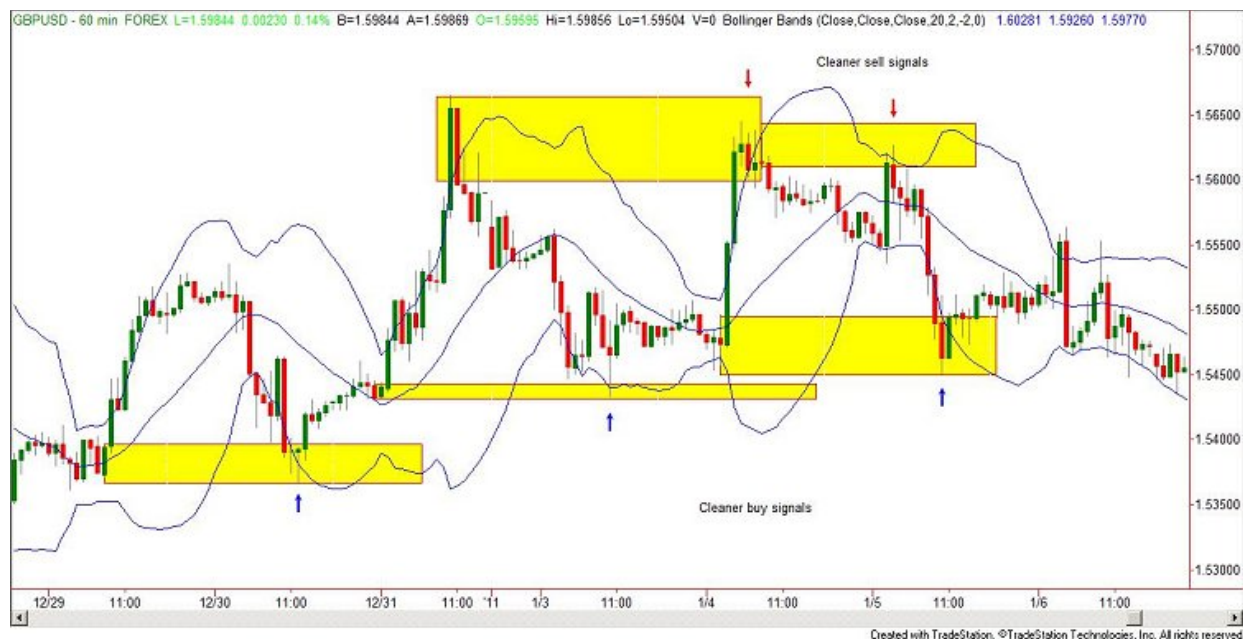 GBPUSD - 60 min FOREX L=1.59844 0.00230 0.14% B=1.59844 A=1.59869 O=1.59595 Hi=1.59856 Lo=1.59504 V=0 Bollinger Bands (Close,Close,Close,20,2,-2,0) 1.60281 1.59260 1.59770
Cleaner sell signals
1.57000
1.56500
1.56000
1.55500
1.55000
1.54500
1.54000
1.53500
1.53000
Cleaner buy signals
12/29 11:00 12/30 11:00 12/31 11:00 '11 1/3 11:00 1/4 11:00 1/5 11:00 1/6 11:00
Created with TradeStation. ©TradeStation Technologies, Inc. All rights reserved